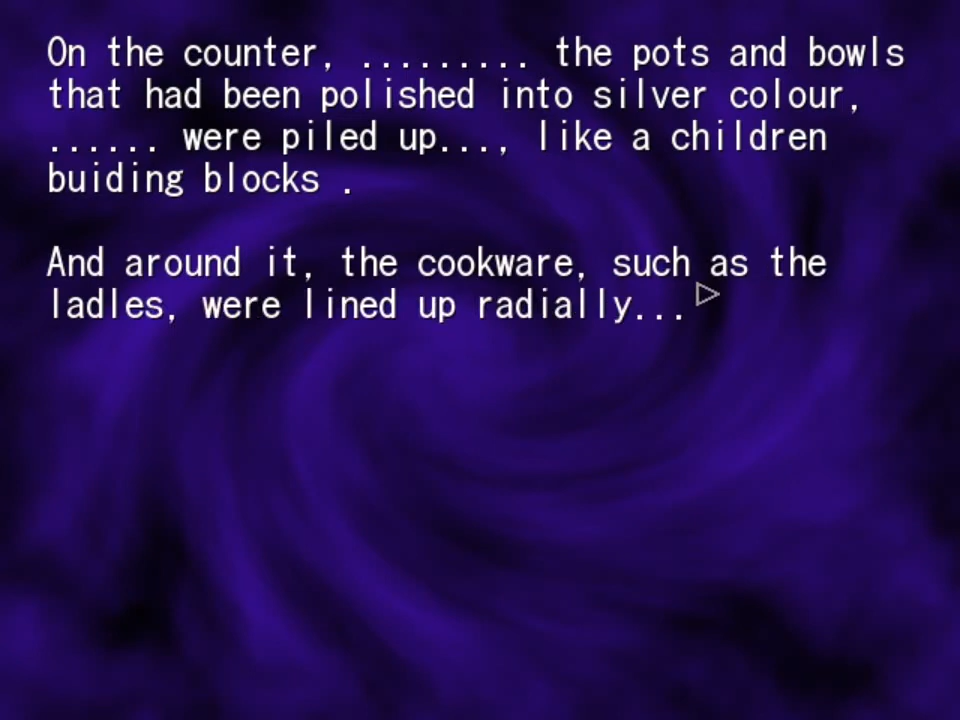 On the counter, ......... the pots and bowls
that had been polished into silver colour,
...... were piled up..., like a children
buiding blocks .
And around it, the cookware, such as the
ladles, were lined up radially...